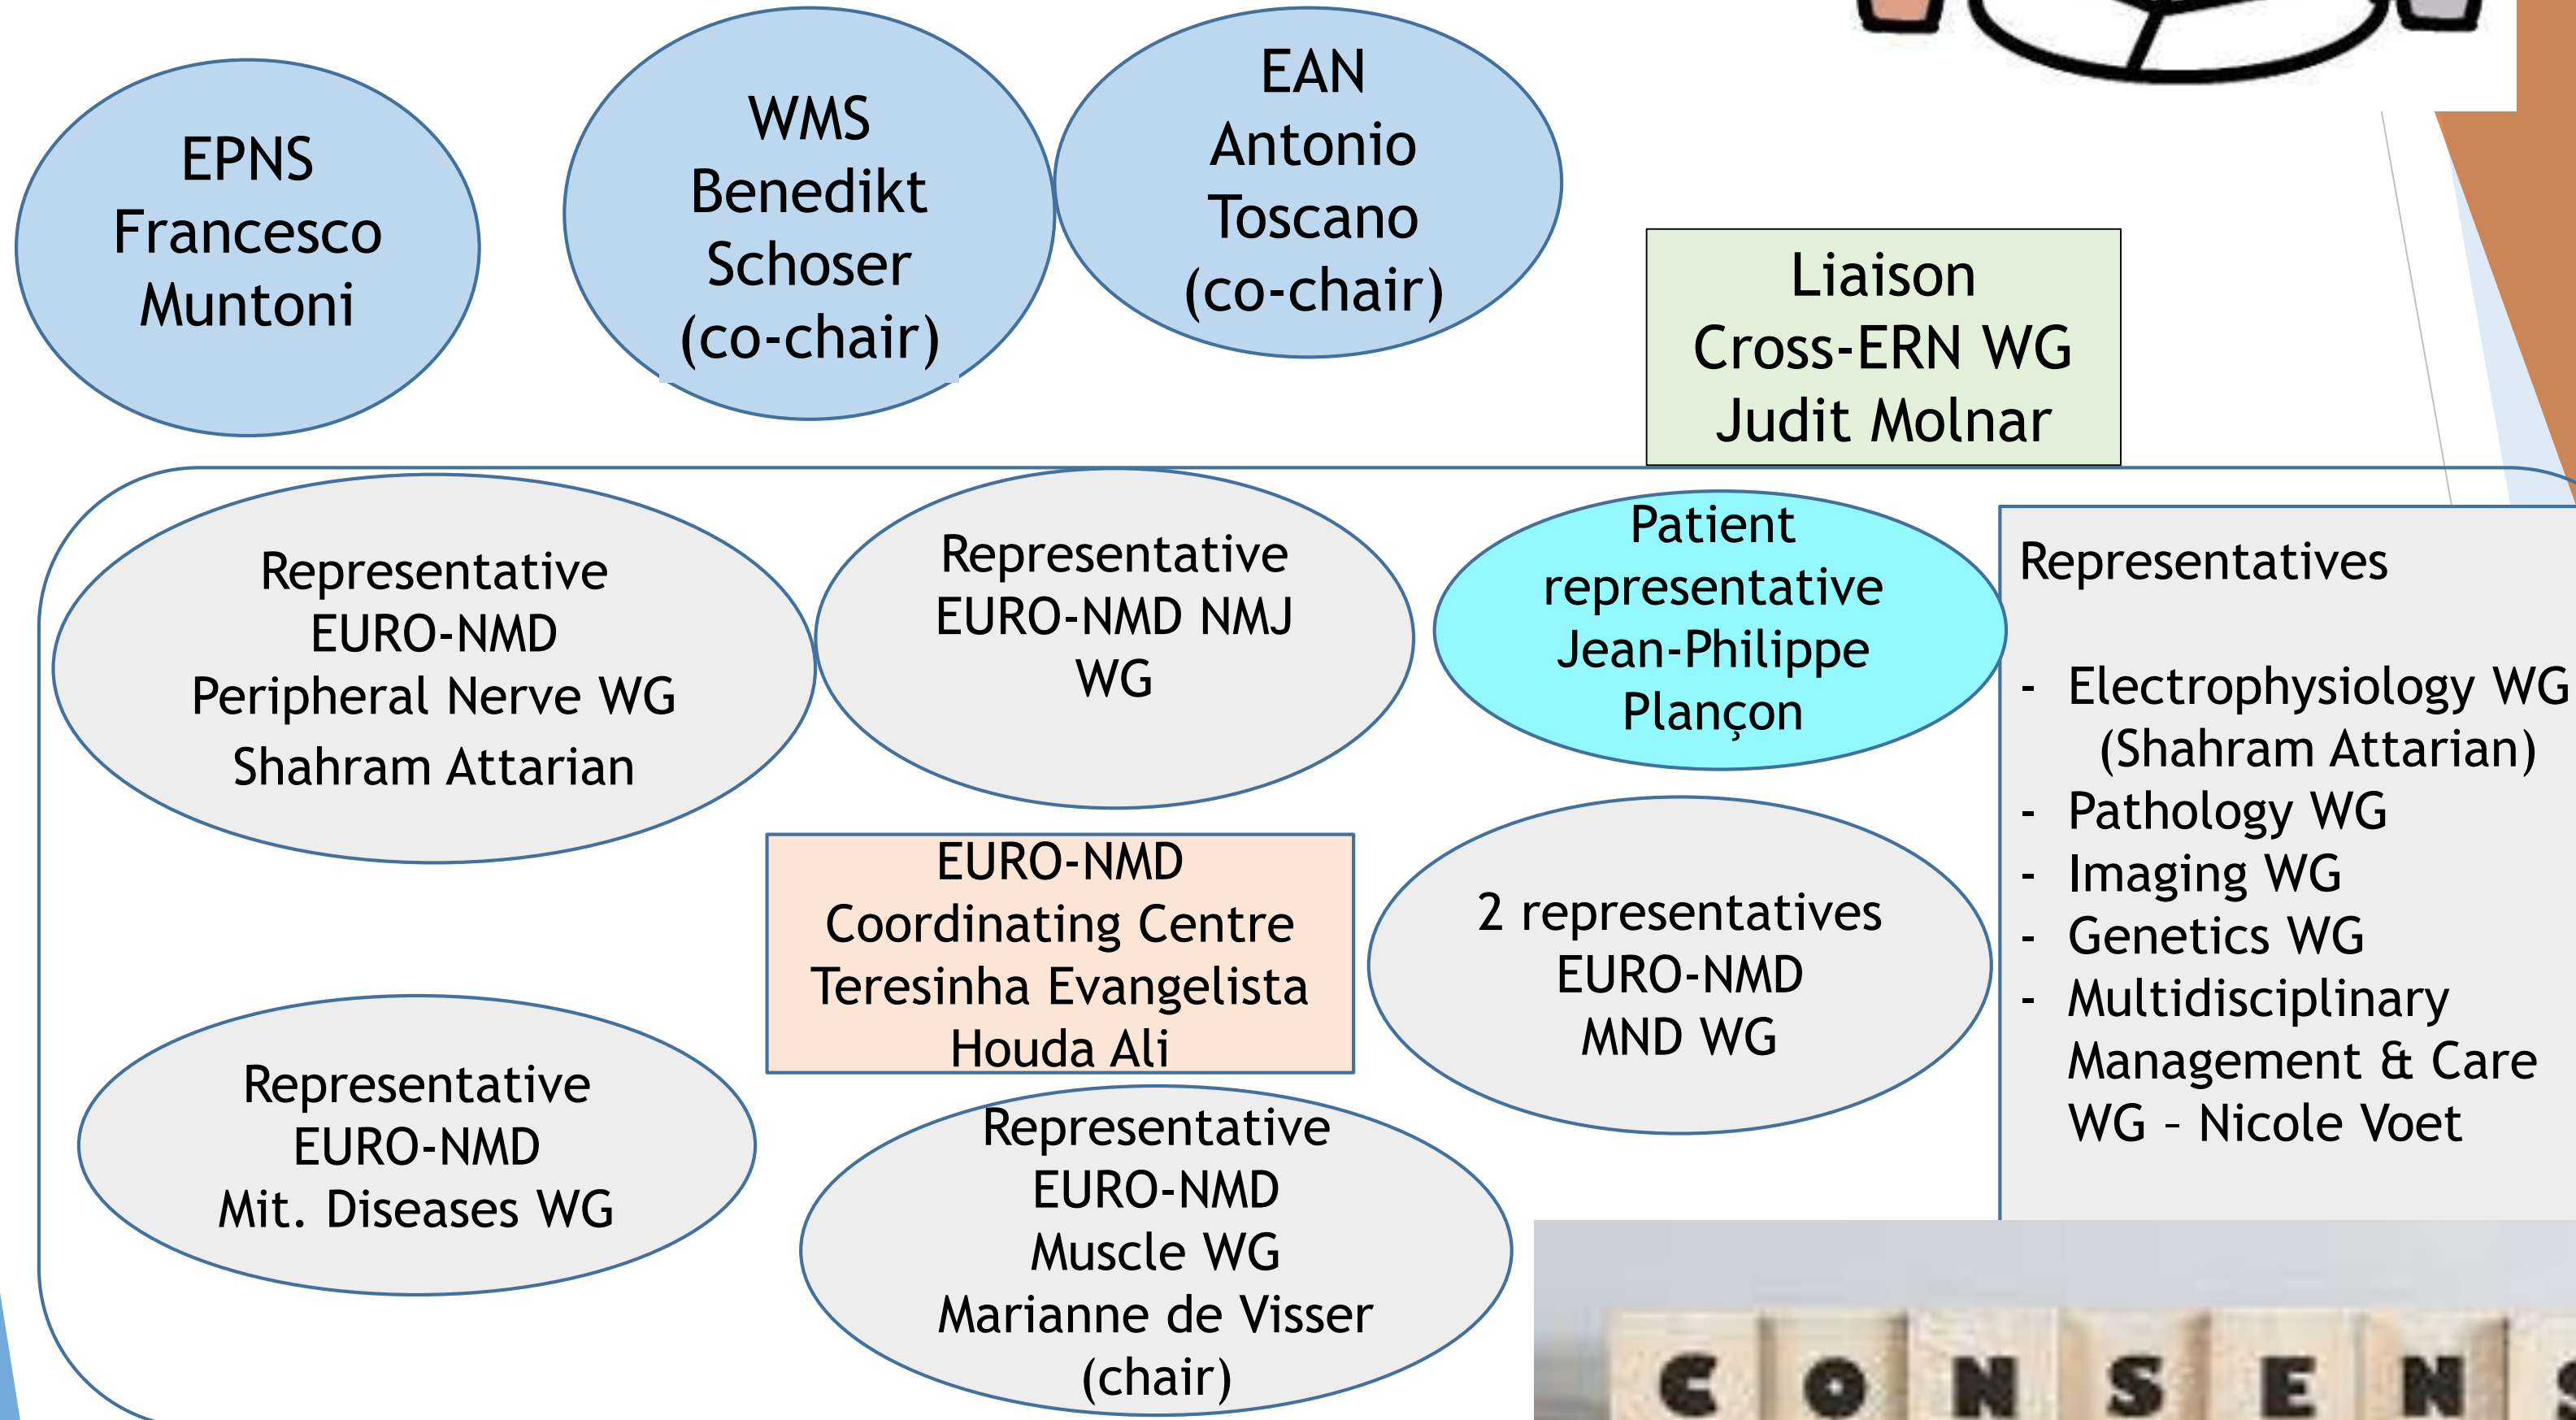 EPNS
Francesco
Muntoni
WMS
Benedikt
Schoser
(co-chair)
EAN
Antonio
Toscano
(co-chair)
Liaison
Cross-ERN WG
Judit Molnar
Representative
EURO-NMD
Peripheral Nerve WG
Shahram Attarian
Representative
EURO-NMD NMJ
WG
Patient
representative
Jean-Philippe
Plançon
Representatives
- Electrophysiology WG
(Shahram Attarian)
- Pathology WG
- Imaging WG
- Genetics WG
- Multidisciplinary
Management & Care
WG – Nicole Voet
EURO-NMD
Coordinating Centre
Teresinha Evangelista
Houda Ali
2 representatives
EURO-NMD
MND WG
Representative
EURO-NMD
Mit. Diseases WG
Representative
EURO-NMD
Muscle WG
Marianne de Visser
(chair)
CONSENS